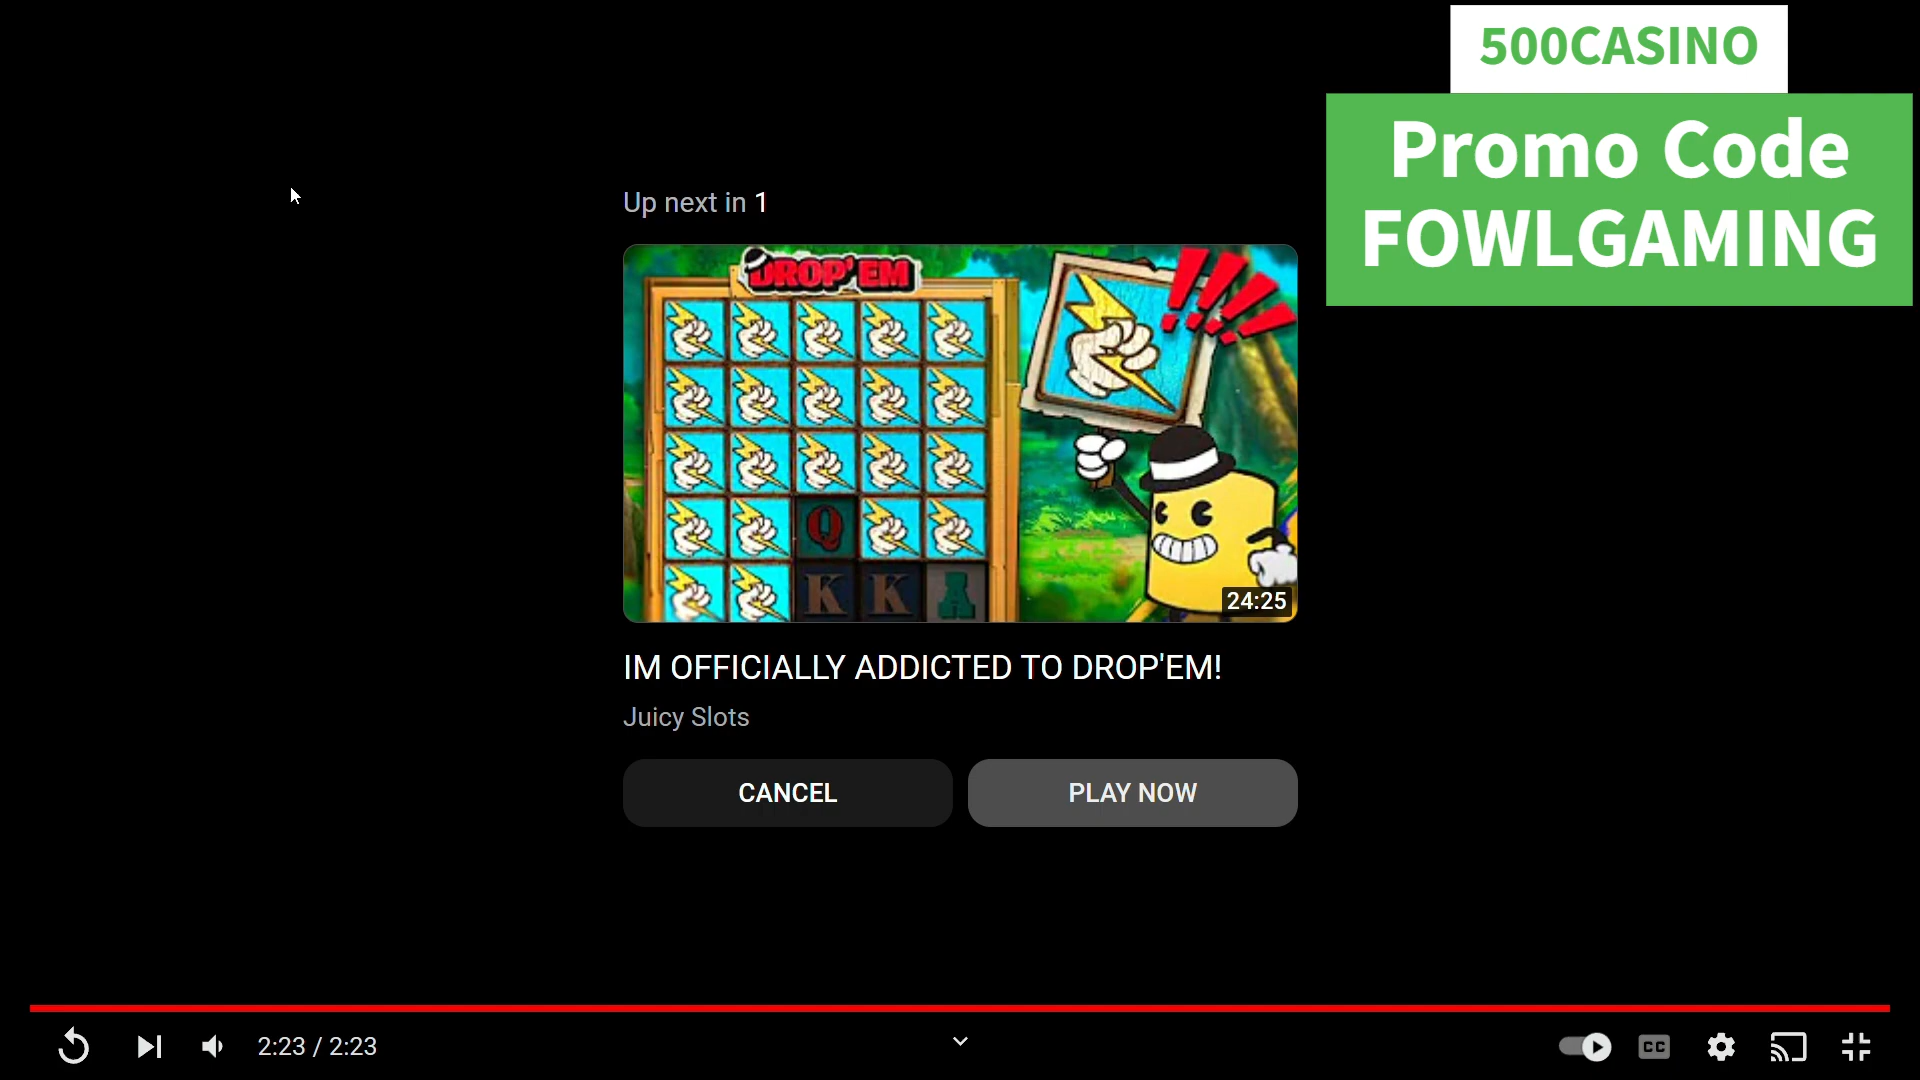 500CASINO
Promo Code
FOWLGAMING
Up next in 1
DROP'EM
Q
K K A
24:25
IM OFFICIALLY ADDICTED TO DROP'EM!
Juicy Slots
CANCEL PLAY NOW
2:23 / 2:23
CC